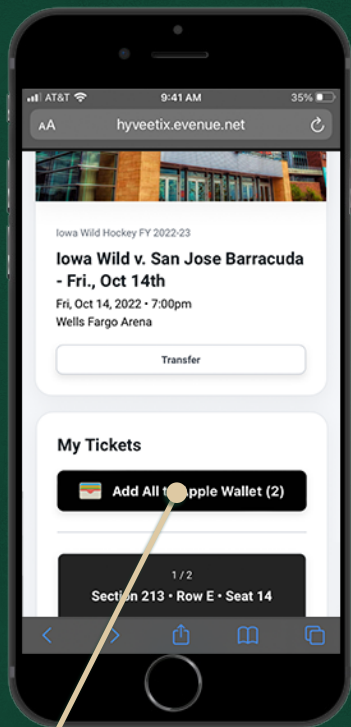 AT&T 9:41 AM 35%
AA hyveetix.evenue.net
Iowa Wild Hockey FY 2022-23
Iowa Wild v. San Jose Barracuda
- Fri., Oct 14th
Fri, Oct 14, 2022 • 7:00pm
Wells Fargo Arena
Transfer
My Tickets
Add All t Apple Wallet (2)
1 / 2
Section 213 • Row E • Seat 14